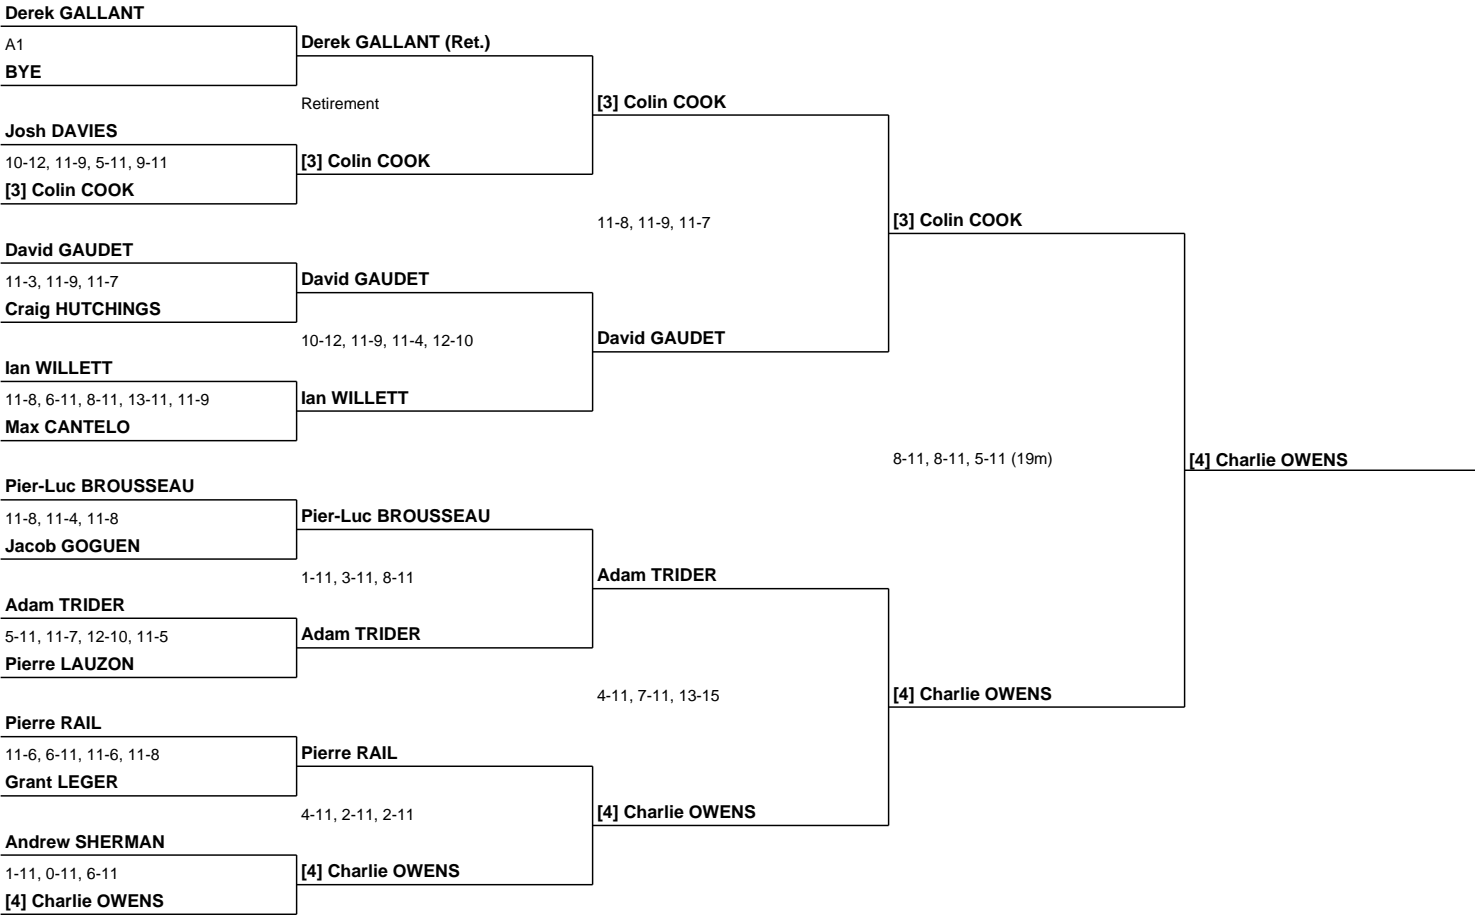 Derek GALLANT
A1
BYE
Josh DAVIES
10-12, 11-9, 5-11, 9-11
[3] Colin COOK
David GAUDET
11-3, 11-9, 11-7
Craig HUTCHINGS
Ian WILLETT
11-8, 6-11, 8-11, 13-11, 11-9
Max CANTELO
Pier-Luc BROUSSEAU
11-8, 11-4, 11-8
Jacob GOGUEN
Adam TRIDER
5-11, 11-7, 12-10, 11-5
Pierre LAUZON
Pierre RAIL
11-6, 6-11, 11-6, 11-8
Grant LEGER
Andrew SHERMAN
1-11, 0-11, 6-11
[4] Charlie OWENS
Derek GALLANT (Ret.)
Retirement
[3] Colin COOK
David GAUDET
10-12, 11-9, 11-4, 12-10
Ian WILLETT
Pier-Luc BROUSSEAU
1-11, 3-11, 8-11
Adam TRIDER
Pierre RAIL
4-11, 2-11, 2-11
[4] Charlie OWENS
[3] Colin COOK
11-8, 11-9, 11-7
David GAUDET
Adam TRIDER
4-11, 7-11, 13-15
[4] Charlie OWENS
[3] Colin COOK
8-11, 8-11, 5-11 (19m)
[4] Charlie OWENS
[4] Charlie OWENS